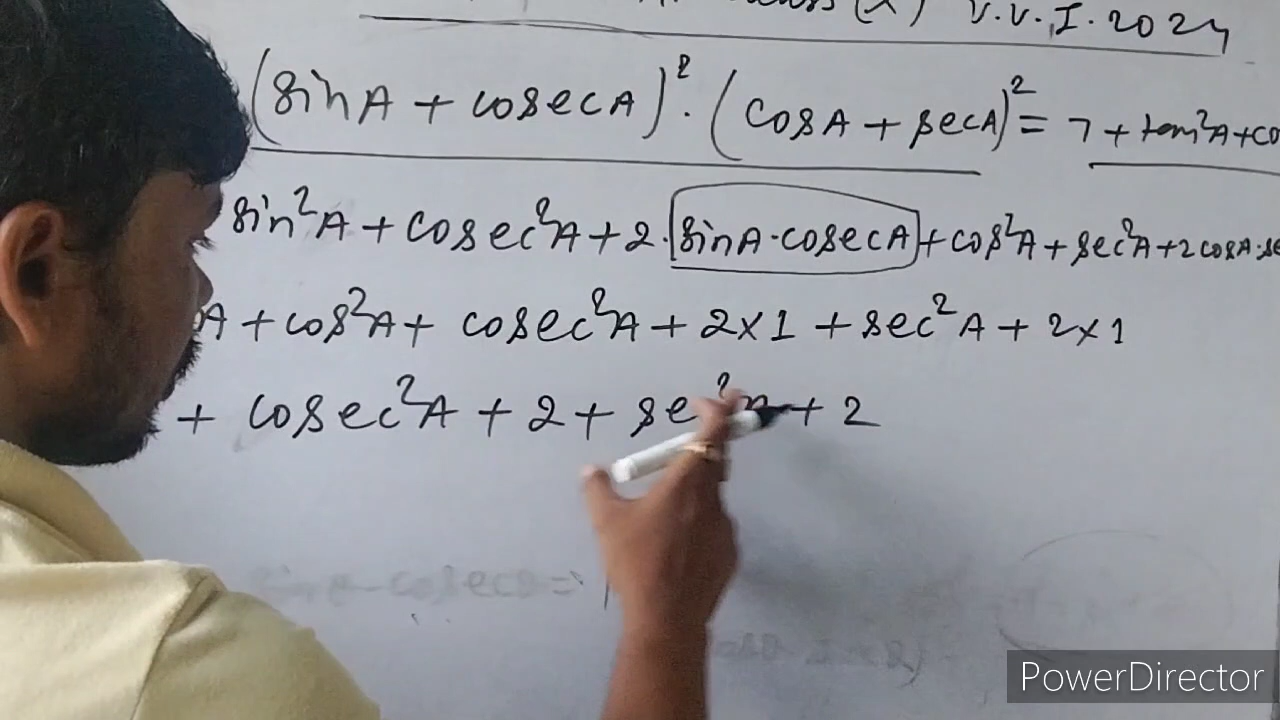 (X) V.V.I. 2024
(sinA + cosecA)². (cosA + secA)² = 7 + tan²A + co
sin²A + cosec²A + 2. sinA·cosecA + cos²A + sec²A + 2cosA·se
A + cos²A + cosec²A + 2×1 + sec²A + 2×1
+ cosec²A + 2 + se²A + 2
PowerDirector